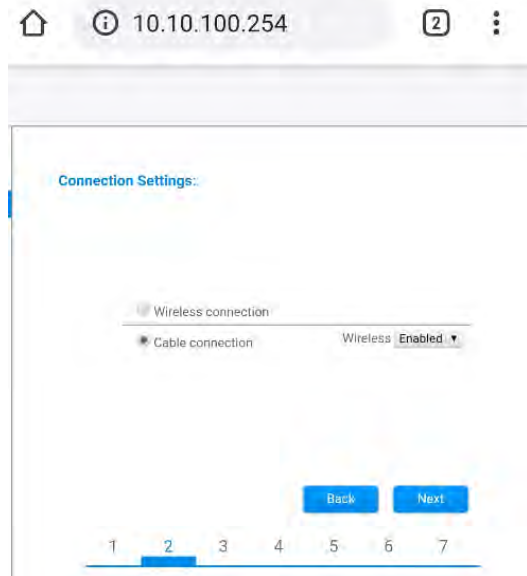 10.10.100.254 2
Connection Settings:
Wireless connection
Cable connection Wireless Enabled
Back Next
1 2 3 4 5 6 7